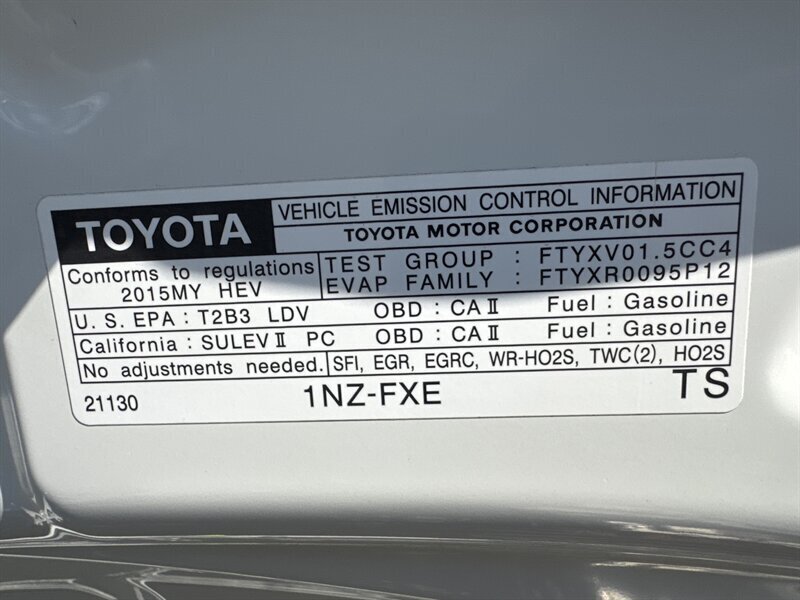 TOYOTA
VEHICLE EMISSION CONTROL INFORMATION
TOYOTA MOTOR CORPORATION
Conforms to regulations
2015MY HEV
TEST GROUP : FTYXV01.5CC4
EVAP FAMILY : FTYXR0095P12
U. S. EPA : T2B3 LDV OBD : CA II Fuel : Gasoline
California : SULEV II PC OBD : CA II Fuel : Gasoline
No adjustments needed. SFI, EGR, EGRC, WR-HO2S, TWC(2), HO2S
21130 1NZ-FXE TS